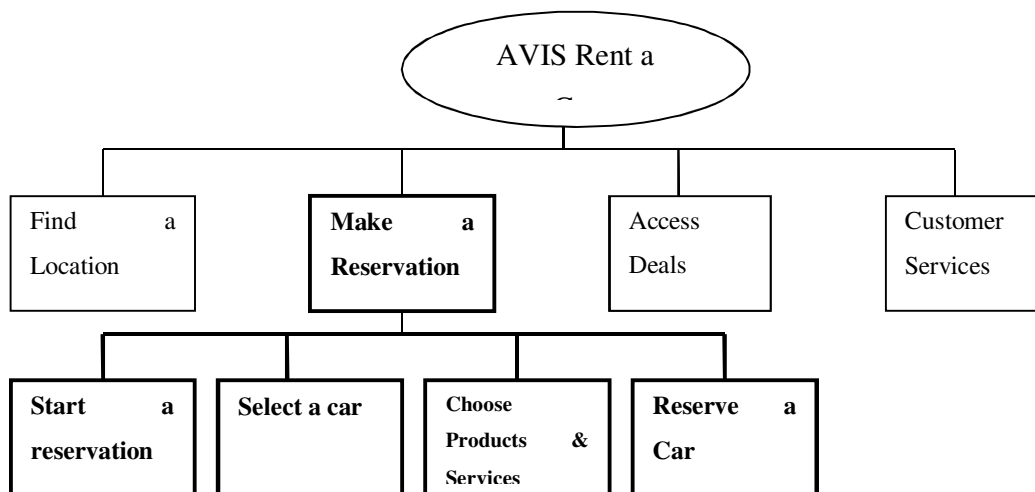 AVIS Rent a
Find a
Location
Make a
Reservation
Access
Deals
Customer
Services
Start a
reservation
Select a car
Choose
Products &
Services
Reserve a
Car